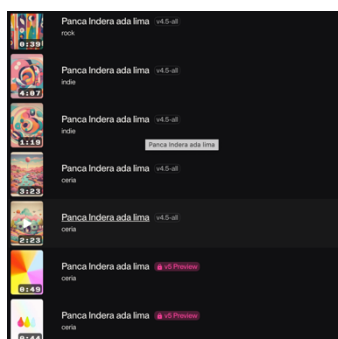 Panca Indera ada lima v4.5-all
rock
0:39
Panca Indera ada lima v4.5-all
indie
4:07
Panca Indera ada lima v4.5-all
indie
1:19
Panca Indera ada lima
Panca Indera ada lima v4.5-all
ceria
3:23
Panca Indera ada lima v4.5-all
ceria
2:23
Panca Indera ada lima v5 Preview
ceria
0:49
Panca Indera ada lima v5 Preview
ceria
0:44